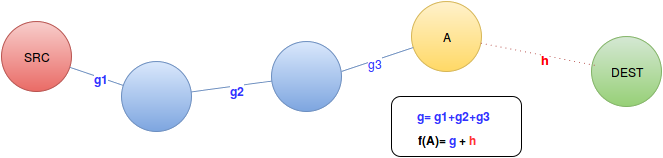 SRC
g1
g2
g3
A
h
DEST
g= g1+g2+g3
f(A)= g + h